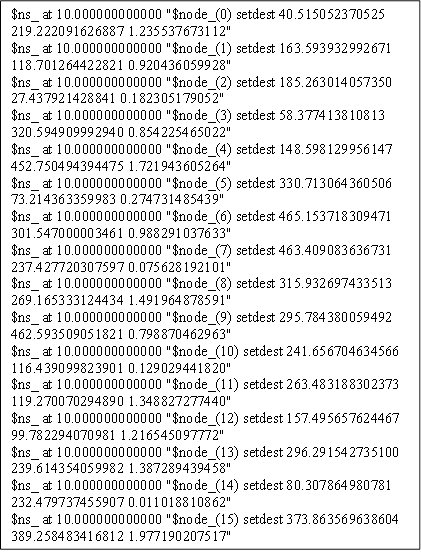 $ns_ at 10.000000000000 "$node_(0) setdest 40.515052370525
219.222091626887 1.235537673112"
$ns_ at 10.000000000000 "$node_(1) setdest 163.593932992671
118.701264422821 0.920436059928"
$ns_ at 10.000000000000 "$node_(2) setdest 185.263014057350
27.437921428841 0.182305179052"
$ns_ at 10.000000000000 "$node_(3) setdest 58.377413810813
320.594909992940 0.854225465022"
$ns_ at 10.000000000000 "$node_(4) setdest 148.598129956147
452.750494394475 1.721943605264"
$ns_ at 10.000000000000 "$node_(5) setdest 330.713064360506
73.214363359983 0.274731485439"
$ns_ at 10.000000000000 "$node_(6) setdest 465.153718309471
301.547000003461 0.988291037633"
$ns_ at 10.000000000000 "$node_(7) setdest 463.409083636731
237.427720307597 0.075628192101"
$ns_ at 10.000000000000 "$node_(8) setdest 315.932697433513
269.165333124434 1.491964878591"
$ns_ at 10.000000000000 "$node_(9) setdest 295.784380059492
462.593509051821 0.798870462963"
$ns_ at 10.000000000000 "$node_(10) setdest 241.656704634566
116.439099823901 0.129029441820"
$ns_ at 10.000000000000 "$node_(11) setdest 263.483188302373
119.270070294890 1.348827277440"
$ns_ at 10.000000000000 "$node_(12) setdest 157.495657624467
99.782294070981 1.216545097772"
$ns_ at 10.000000000000 "$node_(13) setdest 296.291542735100
239.614354059982 1.387289439458"
$ns_ at 10.000000000000 "$node_(14) setdest 80.307864980781
232.479737455907 0.011018810862"
$ns_ at 10.000000000000 "$node_(15) setdest 373.863569638604
389.258483416812 1.977190207517"